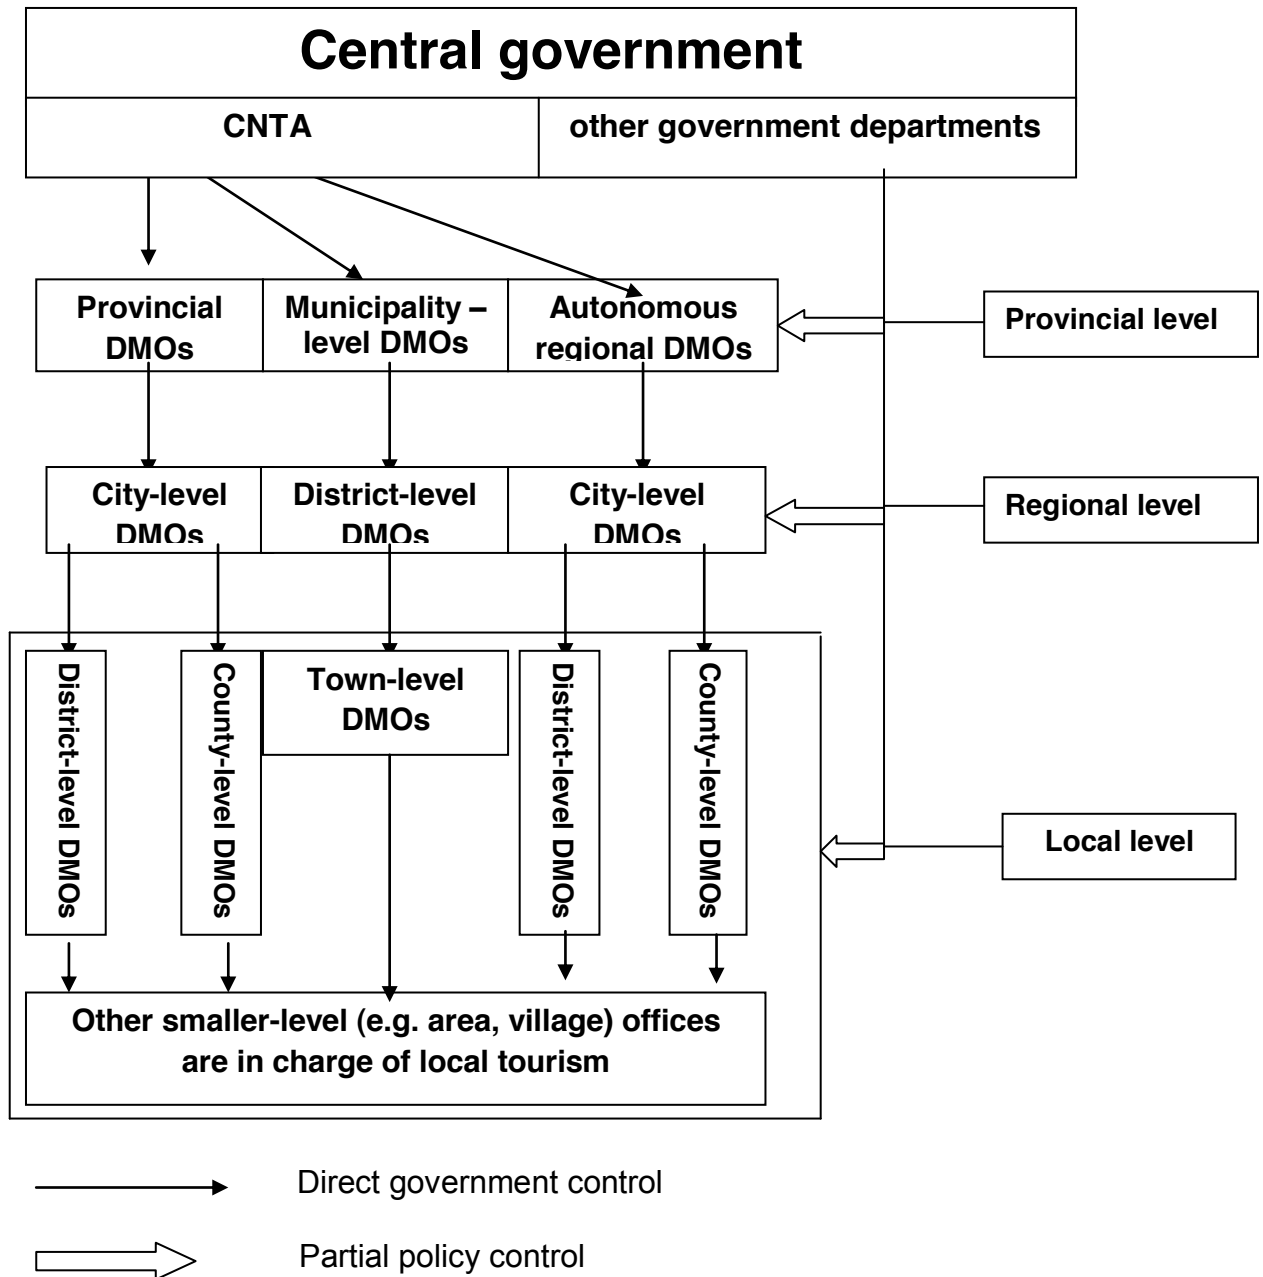 Central government
CNTA
other government departments
Provincial
DMOs
Municipality –
level DMOs
Autonomous
regional DMOs
Provincial level
City-level
DMOs
District-level
DMOs
City-level
DMOs
Regional level
District-level DMOs
County-level DMOs
Town-level
DMOs
District-level DMOs
County-level DMOs
Local level
Other smaller-level (e.g. area, village) offices
are in charge of local tourism
Direct government control
Partial policy control